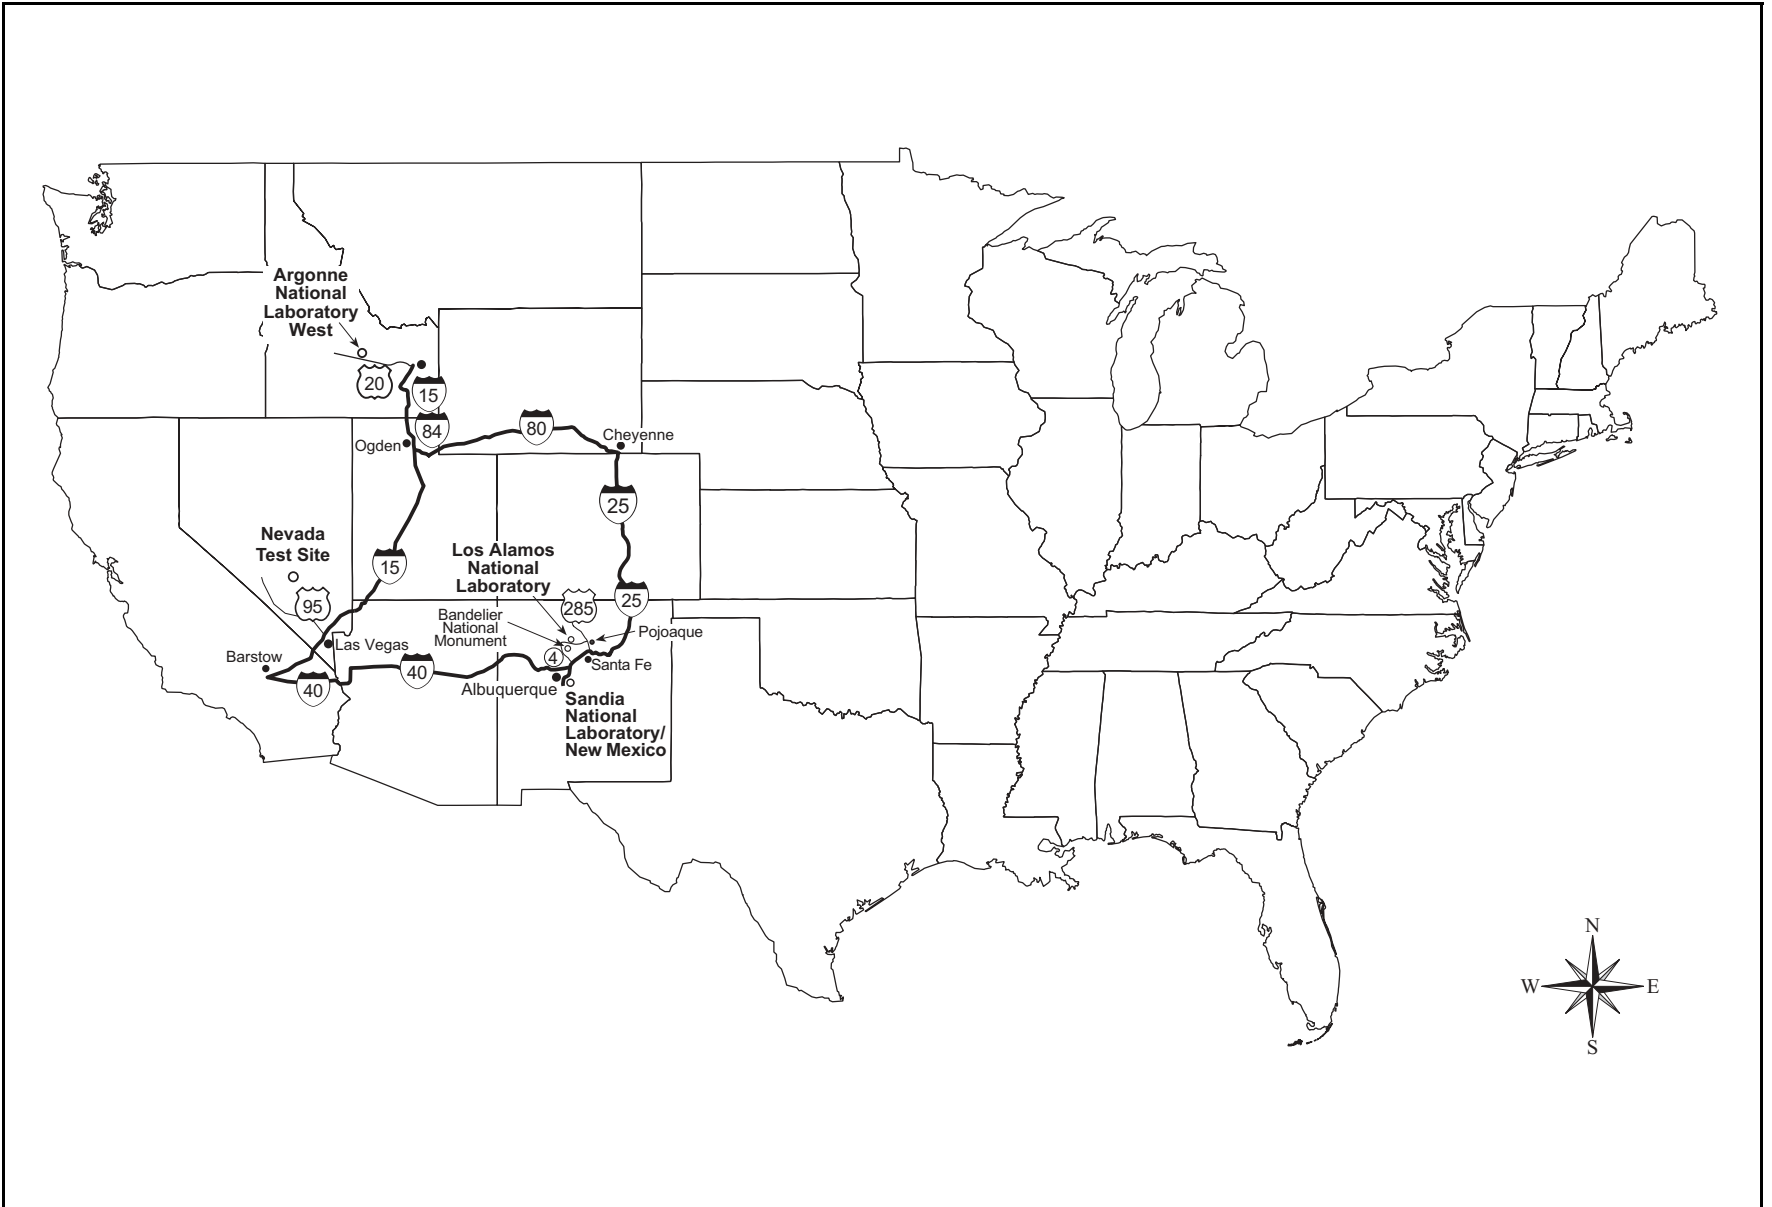 Argonne
National
Laboratory
West
20
15
84
80
Ogden
Cheyenne
25
Nevada
Test Site
15
Los Alamos
National
Laboratory
95
285
25
Bandelier
National
Monument
Pojoaque
Las Vegas
4
Santa Fe
Barstow
40
40
Albuquerque
Sandia
National
Laboratory/
New Mexico
N
W
E
S